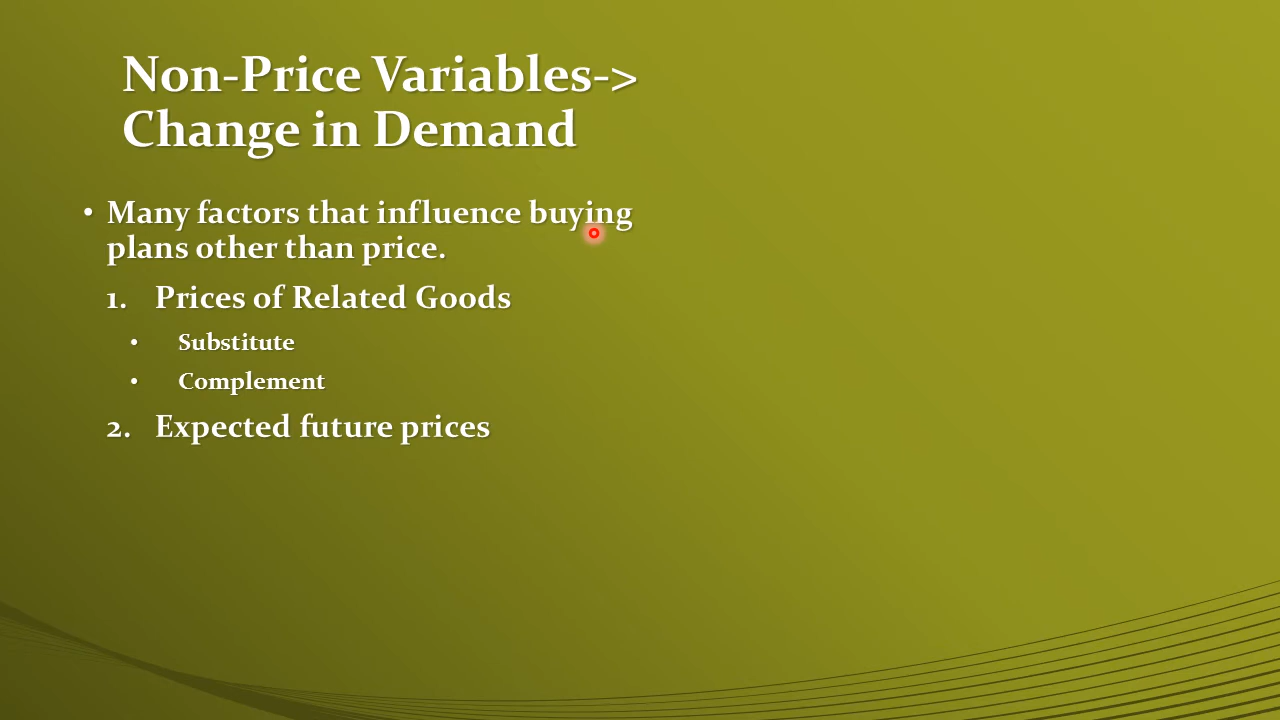 Non-Price Variables->
Change in Demand
• Many factors that influence buying
plans other than price.
1. Prices of Related Goods
• Substitute
• Complement
2. Expected future prices